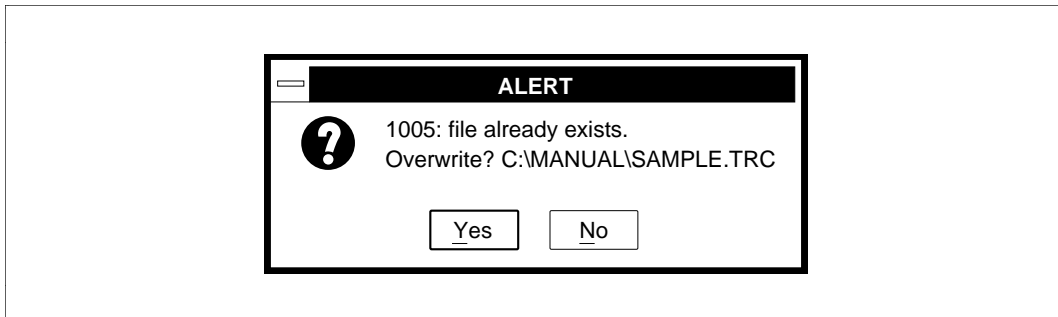 ALERT
1005: file already exists.
Overwrite? C:\MANUAL\SAMPLE.TRC
Yes No